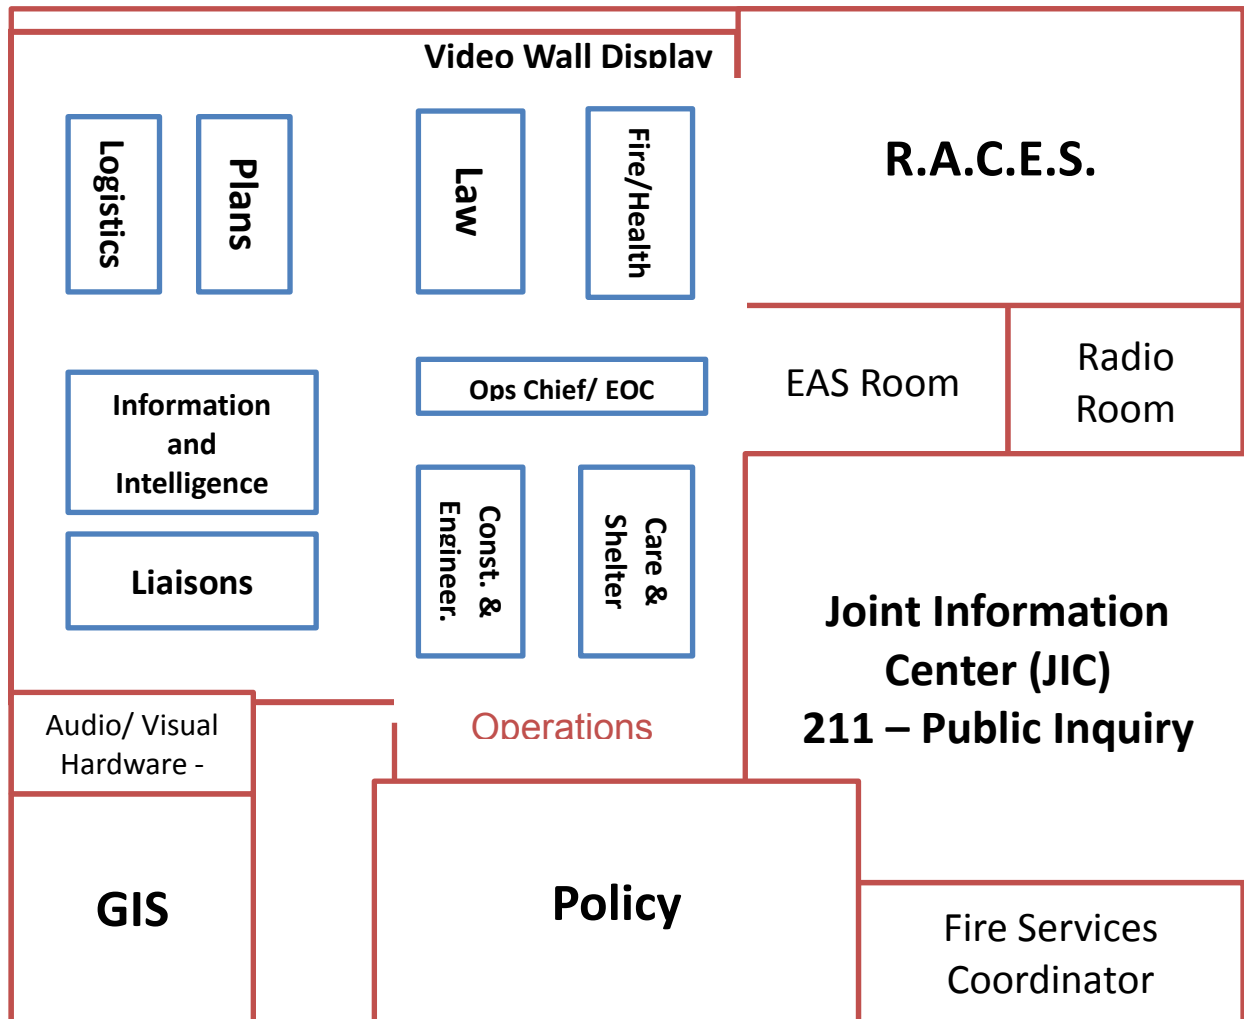 Video Wall Display
Logistics
Plans
Law
Fire/Health
R.A.C.E.S.
Ops Chief/ EOC
EAS Room
Radio
Room
Information
and
Intelligence
Liaisons
Const. &
Engineer.
Care &
Shelter
Joint Information
Center (JIC)
211 – Public Inquiry
Operations
Audio/ Visual
Hardware -
GIS
Policy
Fire Services
Coordinator